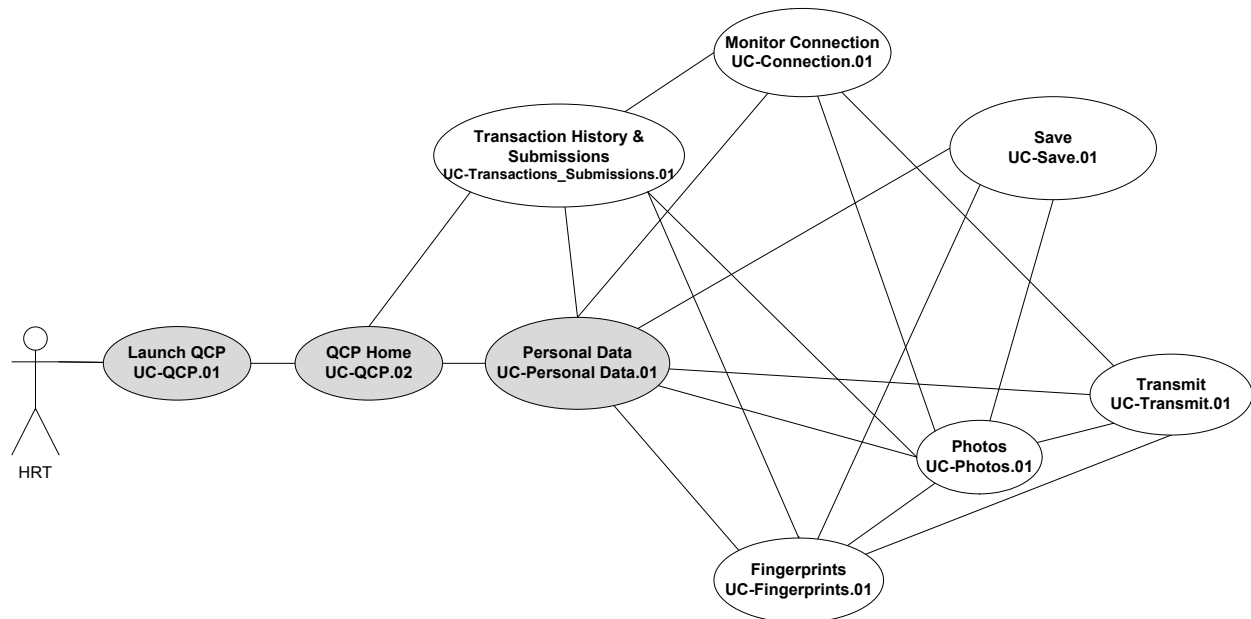 Monitor Connection
UC-Connection.01
Transaction History &
Submissions
UC-Transactions_Submissions.01
Save
UC-Save.01
Launch QCP
UC-QCP.01
QCP Home
UC-QCP.02
Personal Data
UC-Personal Data.01
Transmit
UC-Transmit.01
Photos
UC-Photos.01
HRT
Fingerprints
UC-Fingerprints.01